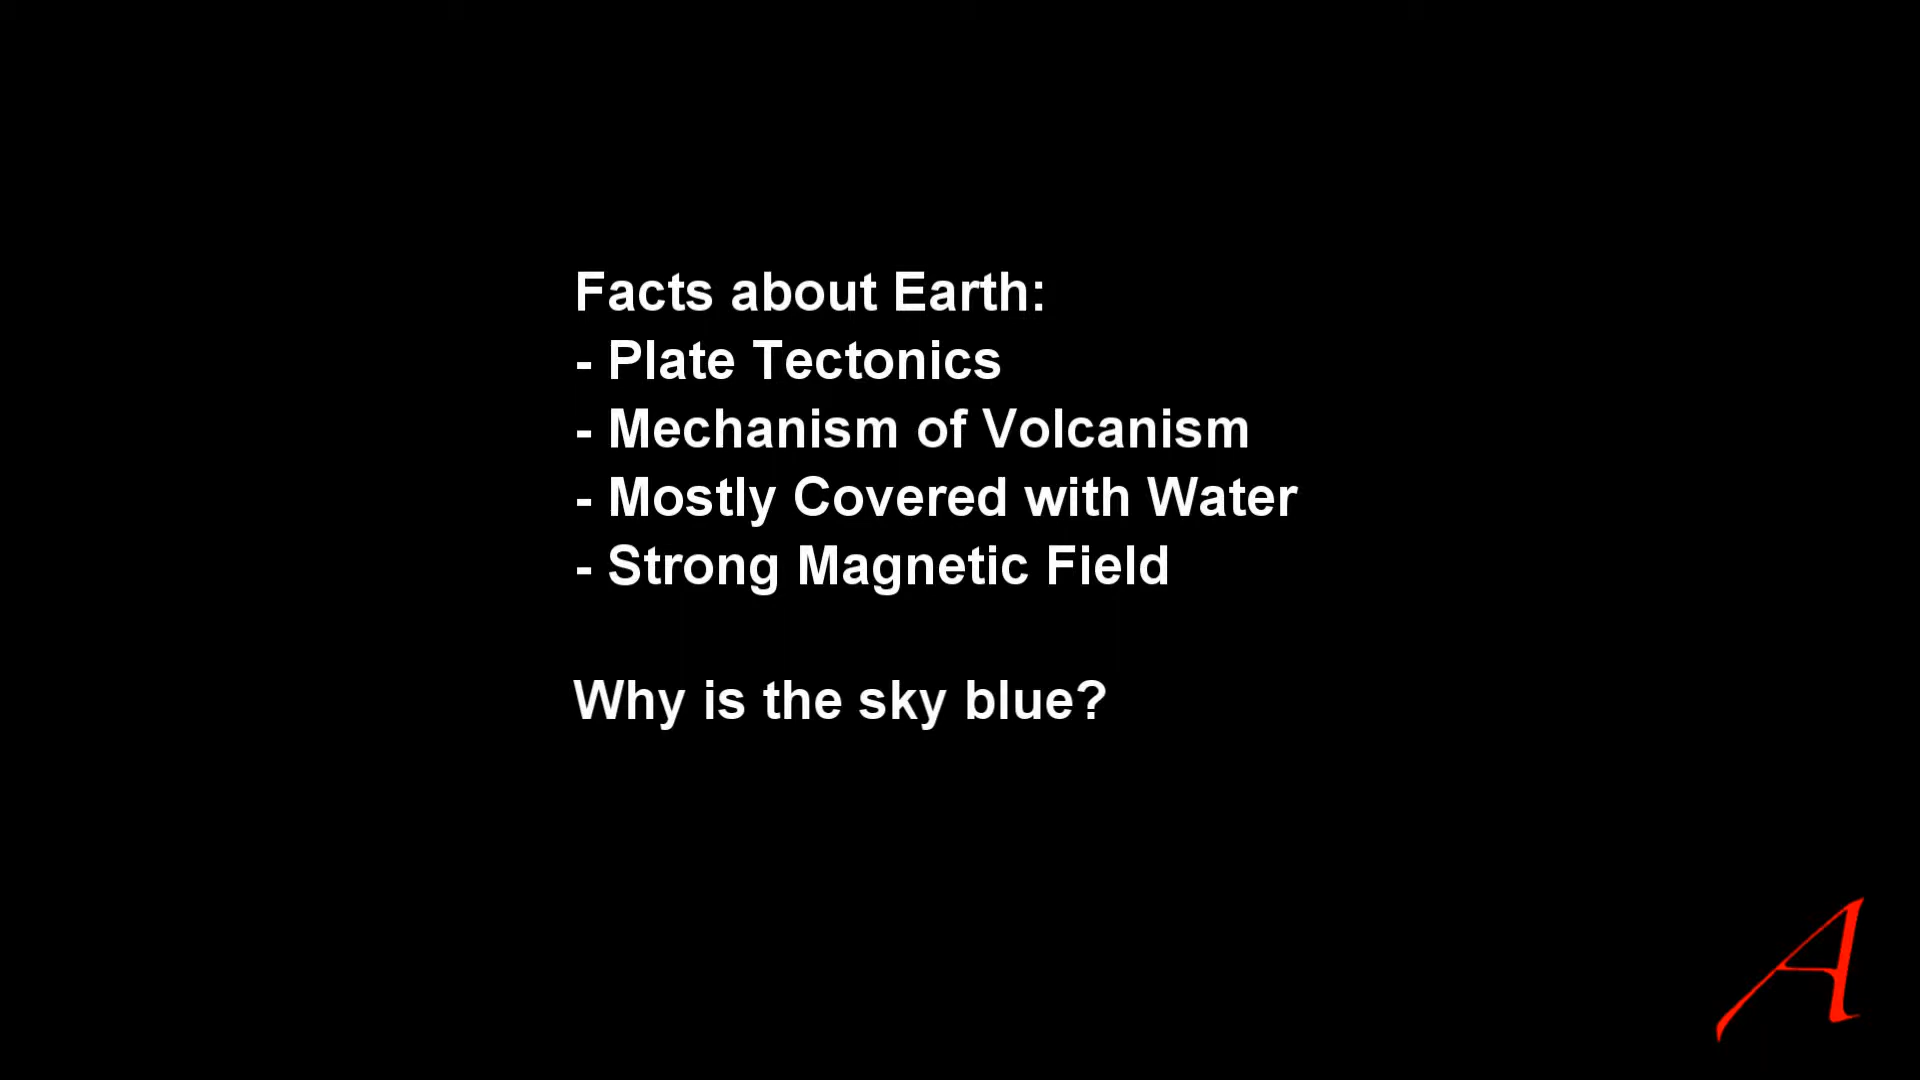 Facts about Earth:
- Plate Tectonics
- Mechanism of Volcanism
- Mostly Covered with Water
- Strong Magnetic Field
Why is the sky blue?
A